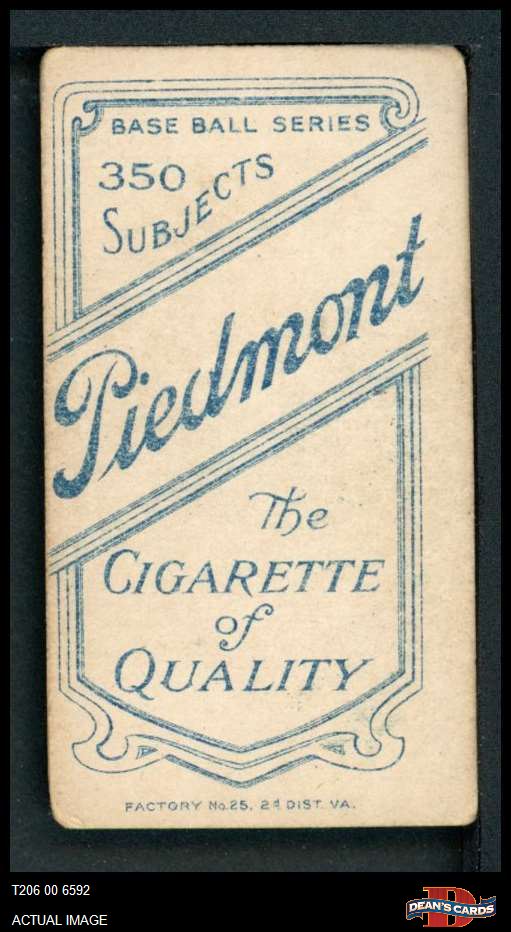 BASE BALL SERIES
350
SUBJECTS
Piedmont
The
CIGARETTE
of
QUALITY
FACTORY No. 25, 2d DIST. VA.
T206 00 6592
ACTUAL IMAGE
D
DEAN'S CARDS